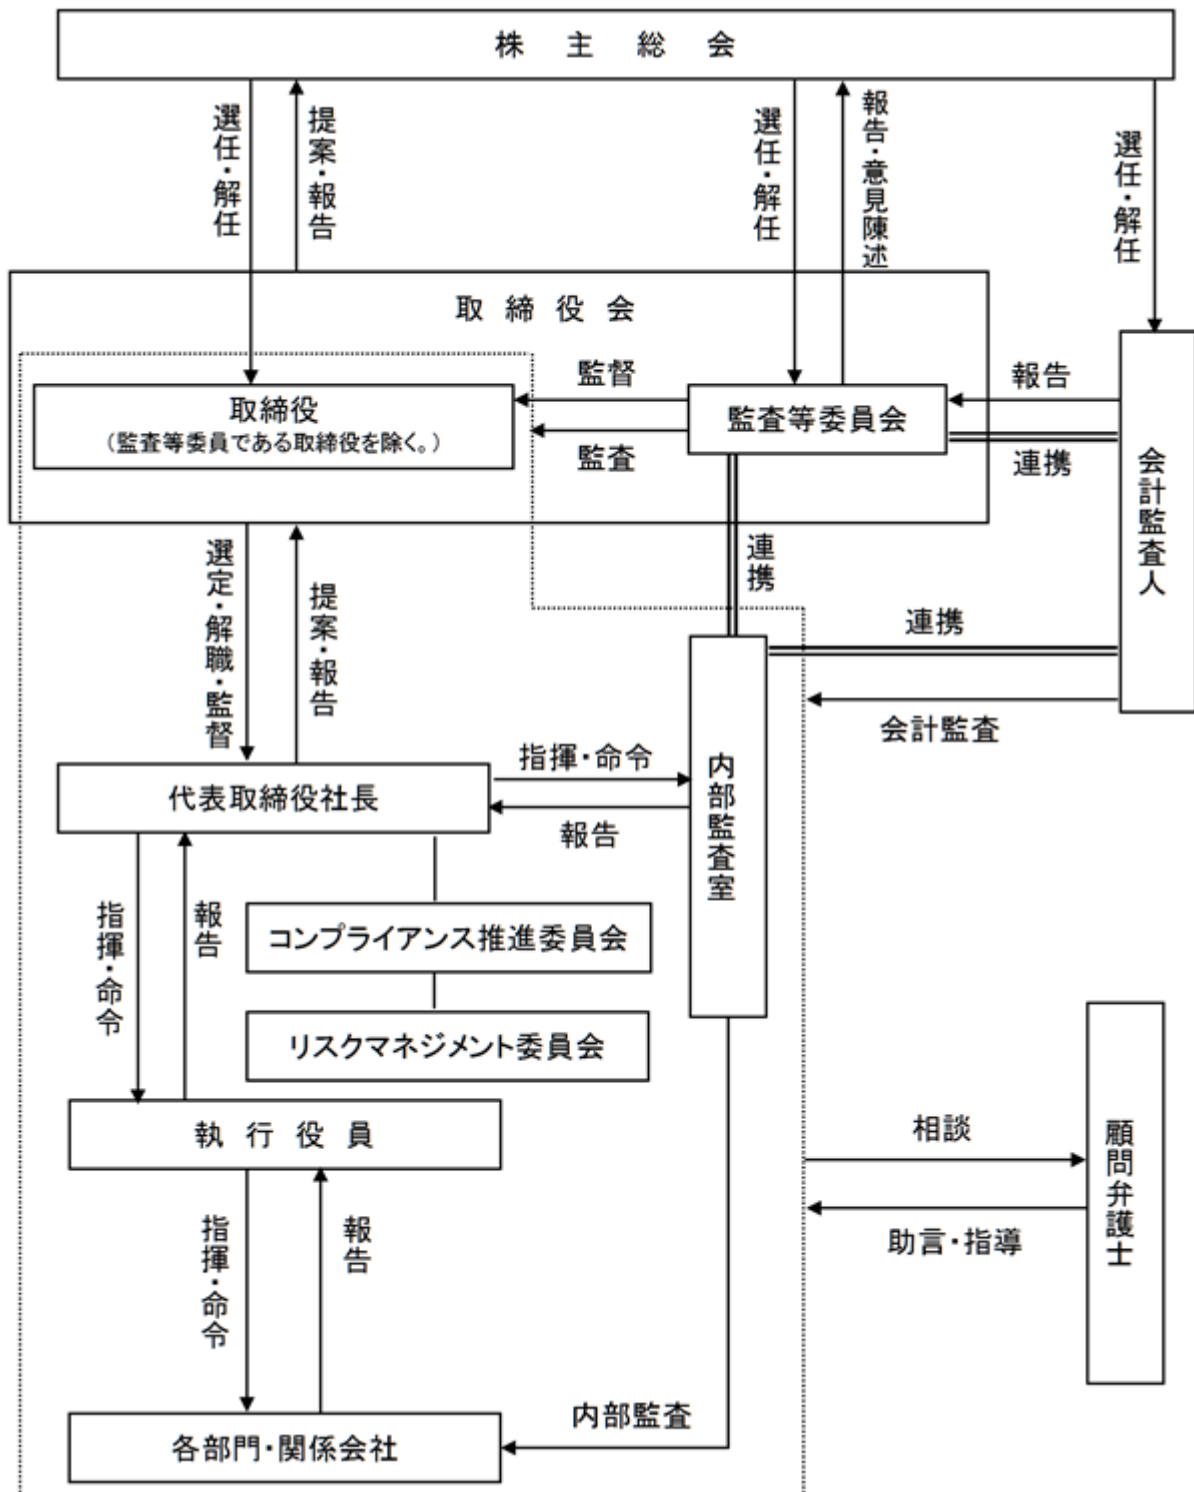 株主総会
選任・解任
提案・報告
選任・解任
報告・意見陳述
選任・解任
取締役会
取締役
(監査等委員である取締役を除く。)
監督
監査
監査等委員会
報告
連携
会計監査人
選定・解職・監督
提案・報告
連携
連携
会計監査
代表取締役社長
指揮・命令
報告
内部監査室
指揮・命令
報告
コンプライアンス推進委員会
リスクマネジメント委員会
執行役員
相談
助言・指導
顧問弁護士
指揮・命令
報告
内部監査
各部門・関係会社